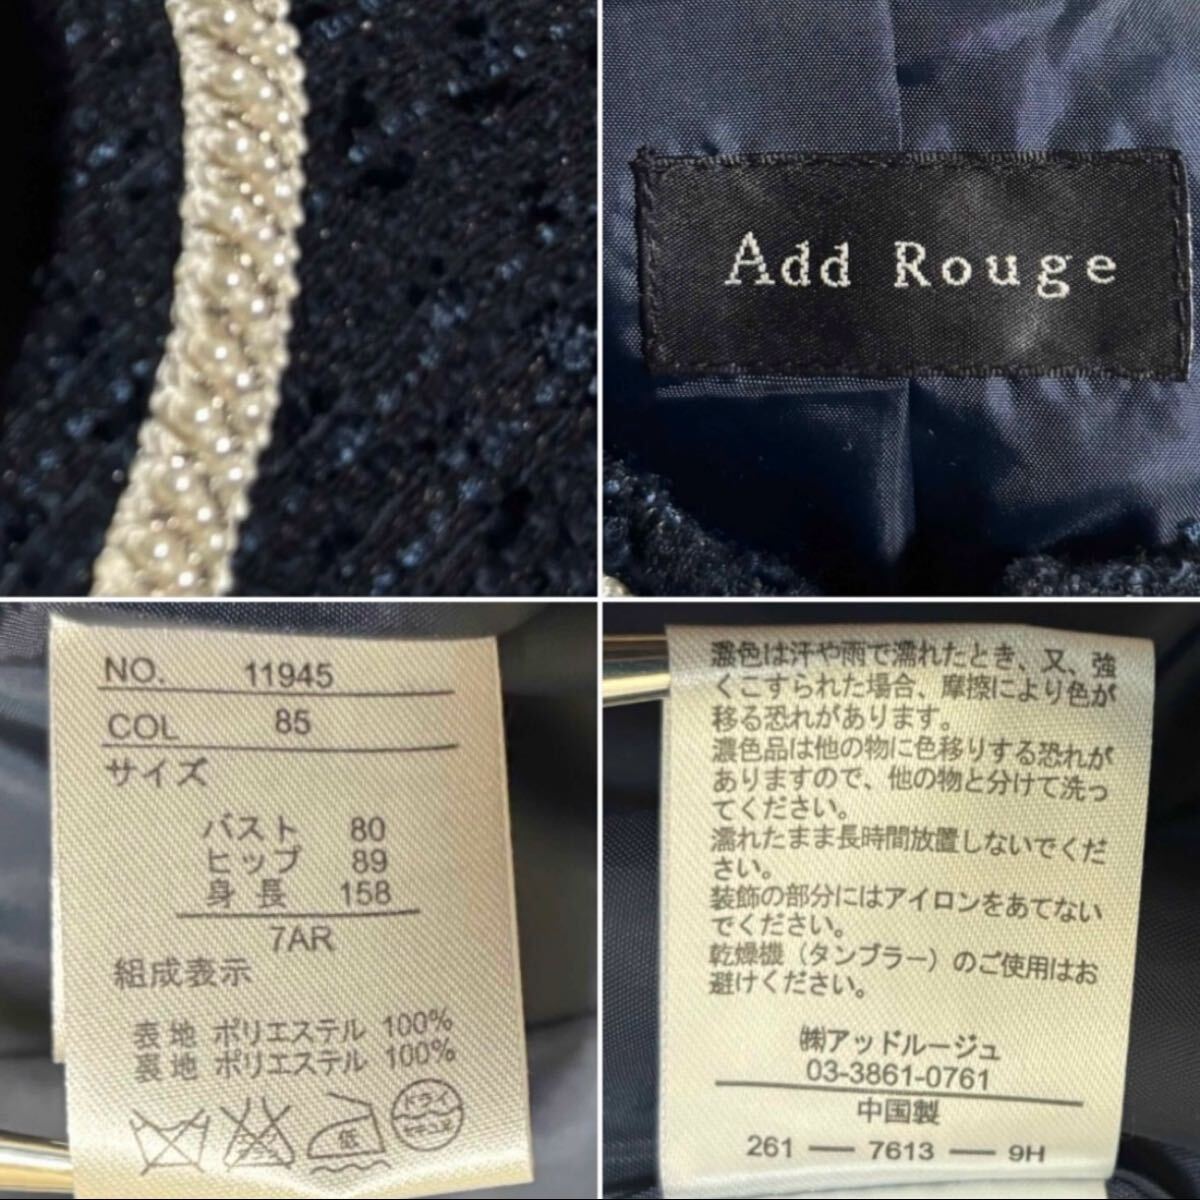 Add Rouge
NO. 11945
COL 85
サイズ
バスト 80
ヒップ 89
身長 158
7AR
組成表示
表地 ポリエステル 100%
裏地 ポリエステル 100%
低
ドライ
セキユ系
濃色は汗や雨で濡れたとき、又、強
くこすられた場合、摩擦により色が
移る恐れがあります。
濃色品は他の物に色移りする恐れが
ありますので、他の物と分けて洗っ
てください。
濡れたまま長時間放置しないでくだ
さい。
装飾の部分にはアイロンをあてない
でください。
乾燥機（タンブラー）のご使用はお
避けください。
㈱アッドルージュ
03-3861-0761
中国製
261 ― 7613 ― 9H